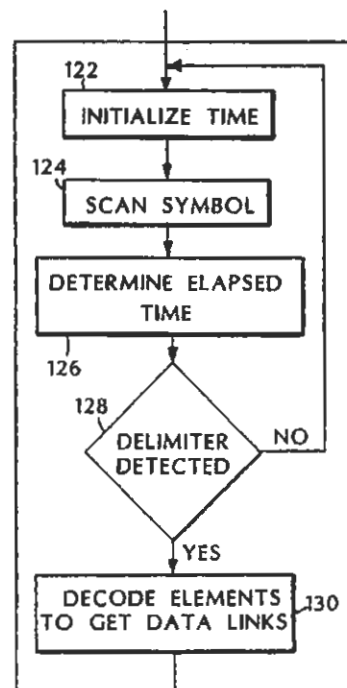 122
INITIALIZE TIME
124
SCAN SYMBOL
DETERMINE ELAPSED
TIME
126
128
DELIMITER
DETECTED
NO
YES
DECODE ELEMENTS
TO GET DATA LINKS
130